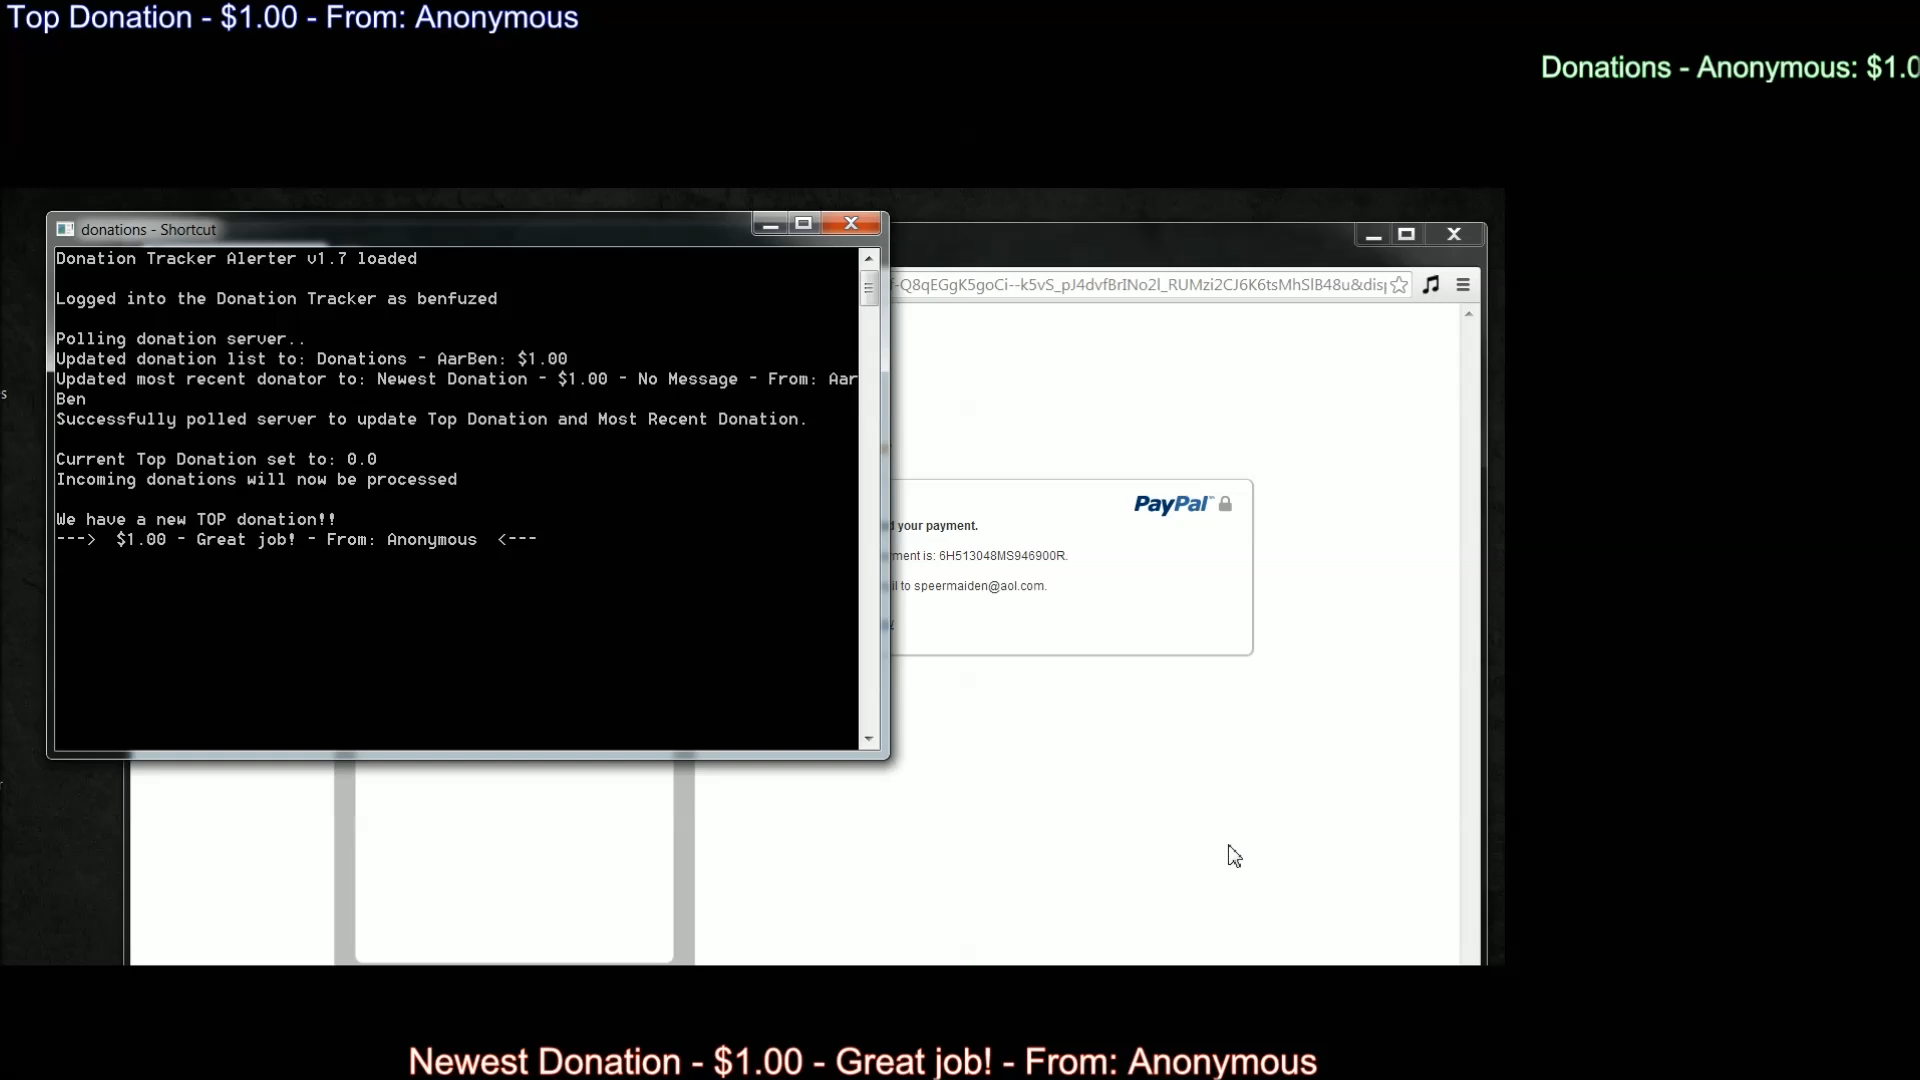 Top Donation - $1.00 - From: Anonymous
Donations - Anonymous: $1.0
donations - Shortcut
Donation Tracker Alerter v1.7 loaded
Logged into the Donation Tracker as benfuzed
Polling donation server..
Updated donation list to: Donations - AarBen: $1.00
Updated most recent donator to: Newest Donation - $1.00 - No Message - From: Aar
Ben
Successfully polled server to update Top Donation and Most Recent Donation.
Current Top Donation set to: 0.0
Incoming donations will now be processed
We have a new TOP donation!!
---> $1.00 - Great job! - From: Anonymous <---
-Q8qEGgK5goCi--k5vS_pJ4dvfBrINo2l_RUMzi2CJ6K6tsMhSlB48u&disp
PayPal
your payment.
ment is: 6H513048MS946900R.
il to speermaiden@aol.com.
Newest Donation - $1.00 - Great job! - From: Anonymous